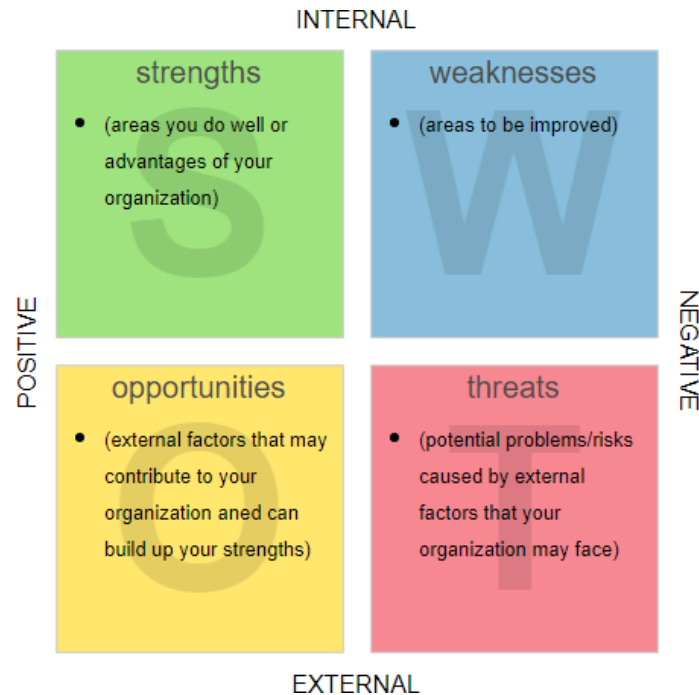 INTERNAL
strengths
weaknesses
S
• (areas you do well or
advantages of your
organization)
W
• (areas to be improved)
POSITIVE
NEGATIVE
opportunities
threats
O
• (external factors that may
contribute to your
organization aned can
build up your strengths)
T
• (potential problems/risks
caused by external
factors that your
organization may face)
EXTERNAL